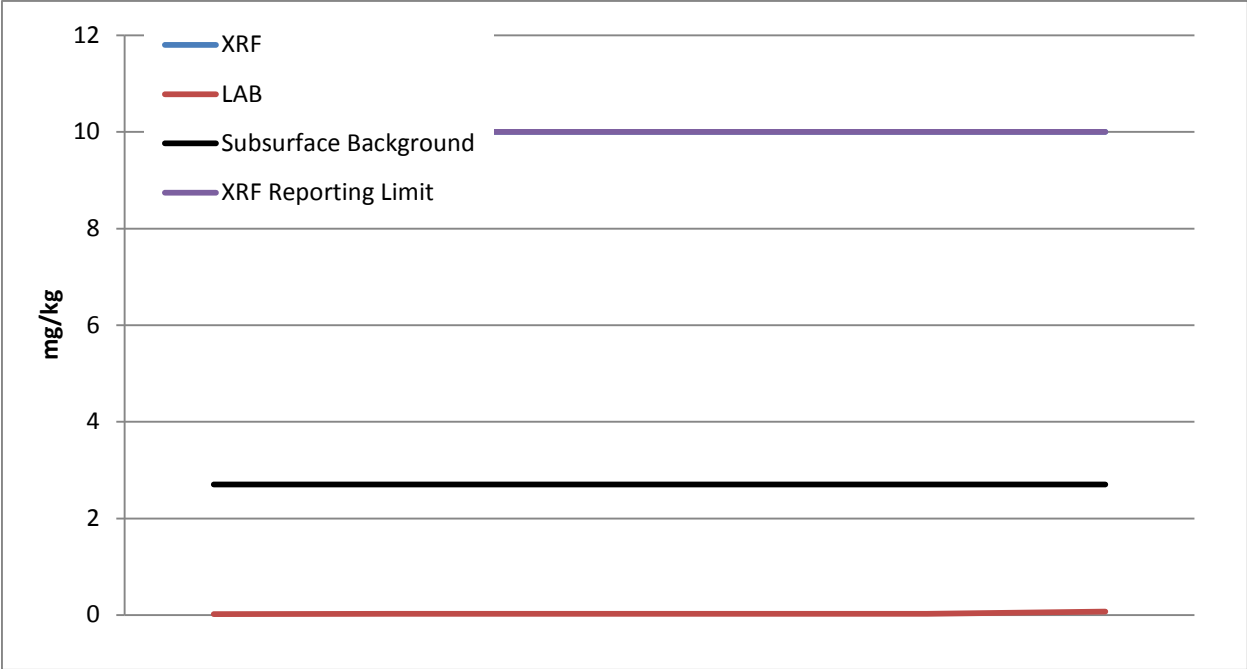 mg/kg
12
10
8
6
4
2
0
XRF
LAB
Subsurface Background
XRF Reporting Limit